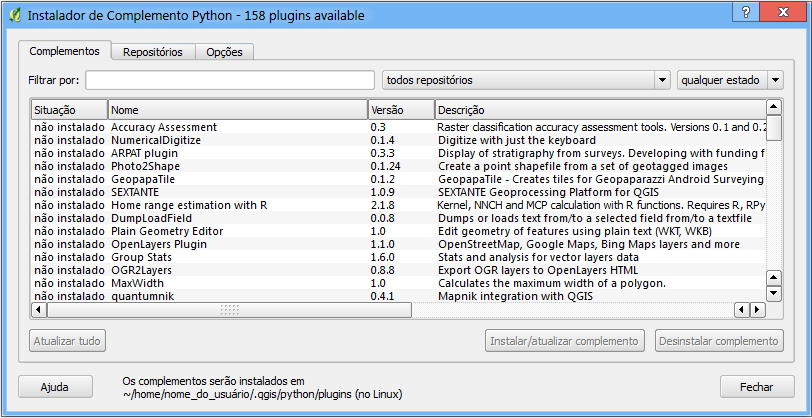 Instalador de Complemento Python - 158 plugins available
?
Complementos Repositórios Opções
Filtrar por: todos repositórios qualquer estado
Situação Nome Versão Descrição
não instalado Accuracy Assessment 0.3 Raster classification accuracy assessment tools. Versions 0.1 and 0.2
não instalado NumericalDigitize 0.1.4 Digitize with just the keyboard
não instalado ARPAT plugin 0.3.3 Display of stratigraphy from surveys. Developing with funding f
não instalado Photo2Shape 0.1.24 Create a point shapefile from a set of geotagged images
não instalado GeopapaTile 0.1.2 GeopapaTile - Creates tiles for Geopaparazzi Android Surveying
não instalado SEXTANTE 1.0.9 SEXTANTE Geoprocessing Platform for QGIS
não instalado Home range estimation with R 2.1.8 Kernel, NNCH and MCP calculation with R functions. Requires R, RPy
não instalado DumpLoadField 0.0.8 Dumps or loads text from/to a selected field from/to a textfile
não instalado Plain Geometry Editor 1.0 Edit geometry of features using plain text (WKT, WKB)
não instalado OpenLayers Plugin 1.1.0 OpenStreetMap, Google Maps, Bing Maps layers and more
não instalado Group Stats 1.6.0 Stats and analysis for vector layers data
não instalado OGR2Layers 0.8.8 Export OGR layers to OpenLayers HTML
não instalado MaxWidth 1.0 Calculates the maximum width of a polygon.
não instalado quantumnik 0.4.1 Mapnik integration with QGIS
Atualizar tudo Instalar/atualizar complemento Desinstalar complemento
Ajuda Os complementos serão instalados em
~/home/nome_do_usuário/.qgis/python/plugins (no Linux) Fechar